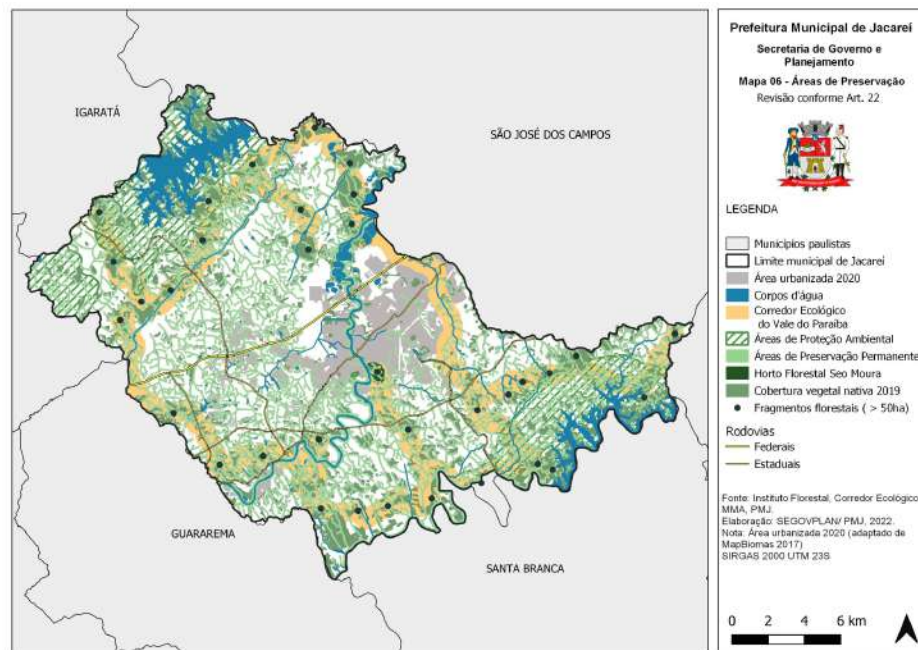 IGARATÁ
SÃO JOSÉ DOS CAMPOS
GUARAREMA
SANTA BRANCA
Prefeitura Municipal de Jacareí
Secretaria de Governo e
Planejamento
Mapa 06 - Áreas de Preservação
Revisão conforme Art. 22
LEGENDA
Municípios paulistas
Limite municipal de Jacareí
Área urbanizada 2020
Corpos d'água
Corredor Ecológico
do Vale do Paraíba
Áreas de Proteção Ambiental
Áreas de Preservação Permanente
Horto Florestal Seo Moura
Cobertura vegetal nativa 2019
Fragmentos florestais ( > 50ha)
Rodovias
Federais
Estaduais
Fonte: Instituto Florestal, Corredor Ecológico,
MMA, PMJ.
Elaboração: SEGOVPLAN/ PMJ, 2022.
Nota: Área urbanizada 2020 (adaptado de
MapBiomas 2017)
SIRGAS 2000 UTM 23S
0 2 4 6 km